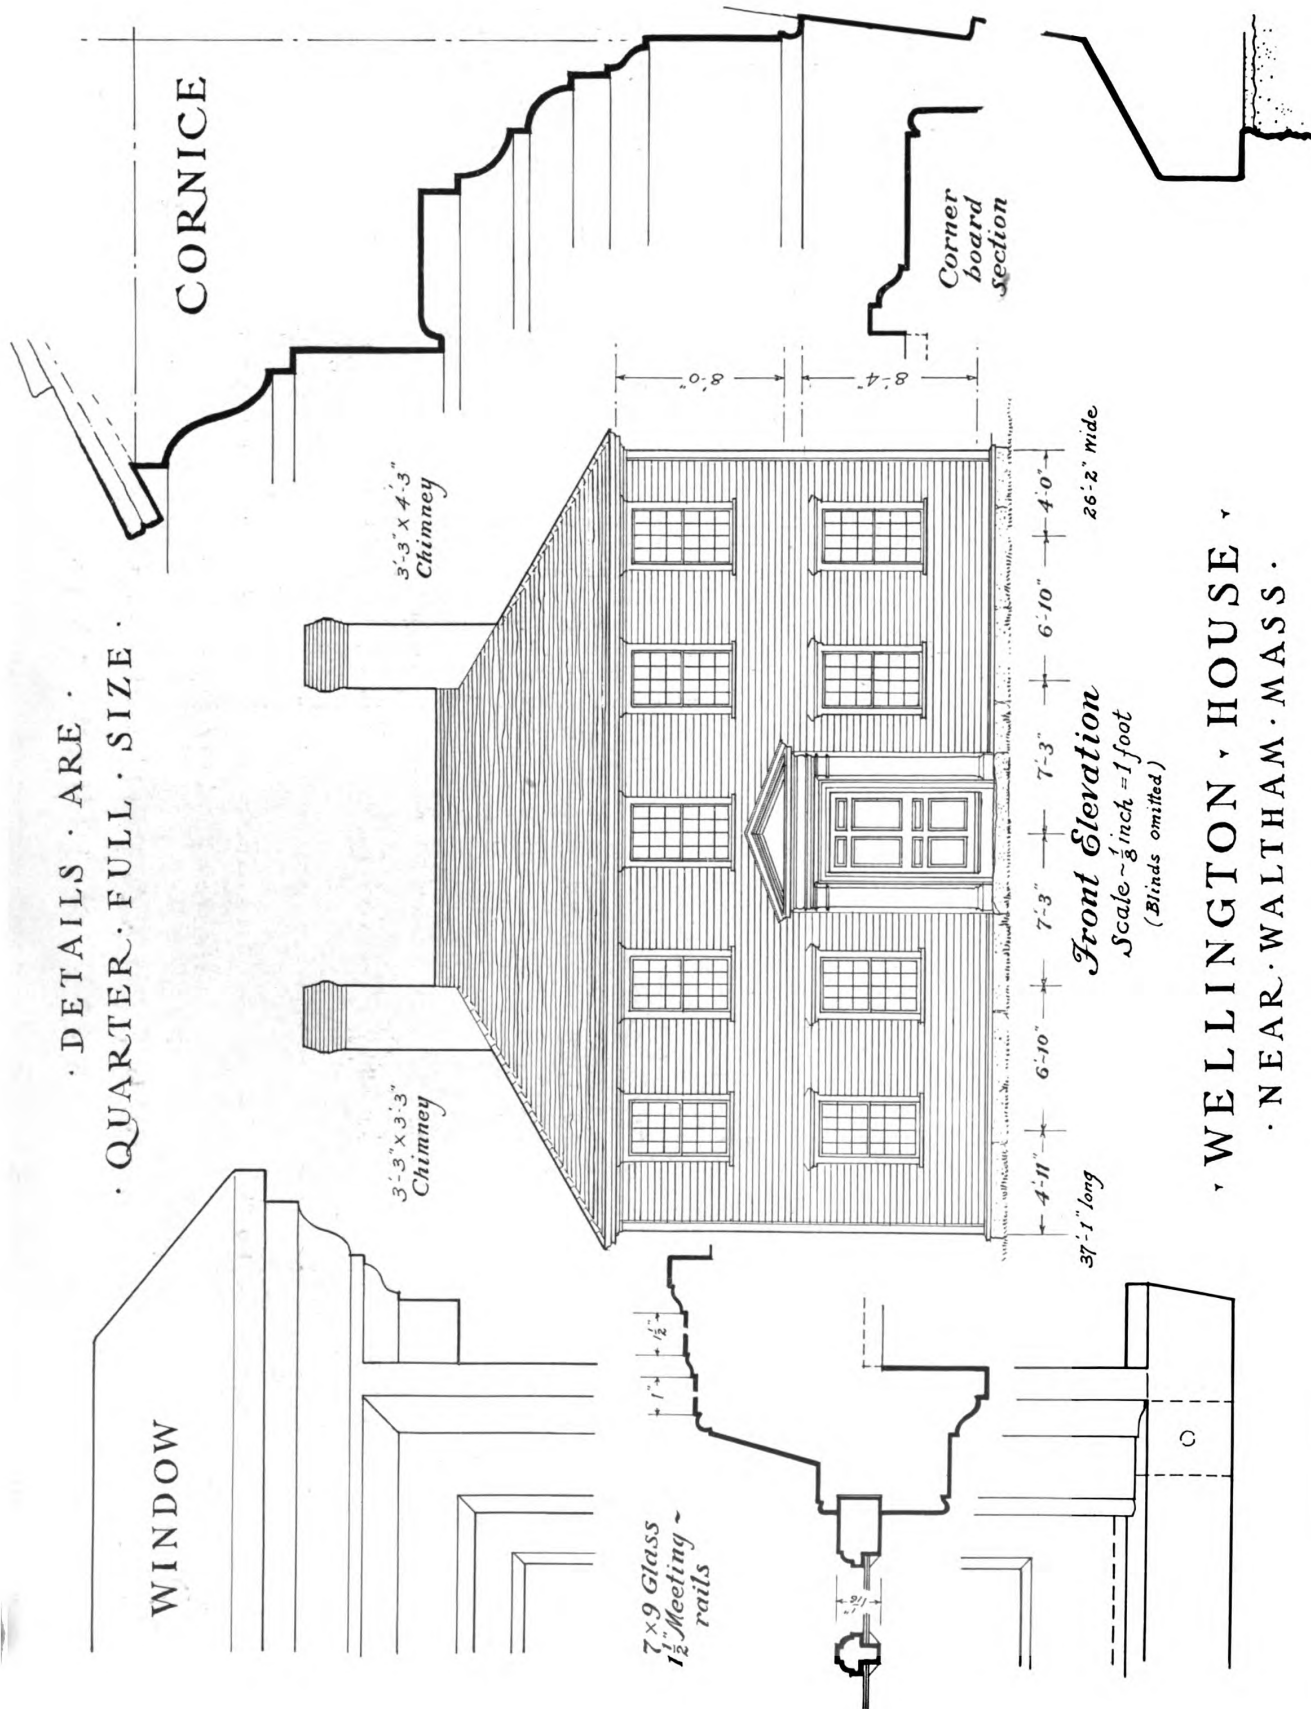 · DETAILS · ARE ·
· QUARTER · FULL · SIZE ·
WINDOW
CORNICE
3'-3" x 3'-3"
Chimney
3'-3" x 4'-3"
Chimney
7 x 9 Glass
1½" Meeting ~
rails
1"
1½"
1 1/16"
8'-0"
8'-4"
Corner
board
section
4'-11"
6'-10"
7'-3"
7'-3"
6'-10"
4'-0"
37'-1" long
26'-2" wide
Front Elevation
Scale ~ ⅛ inch = 1 foot
(Blinds omitted)
WELLINGTON · HOUSE
· NEAR · WALTHAM · MASS ·